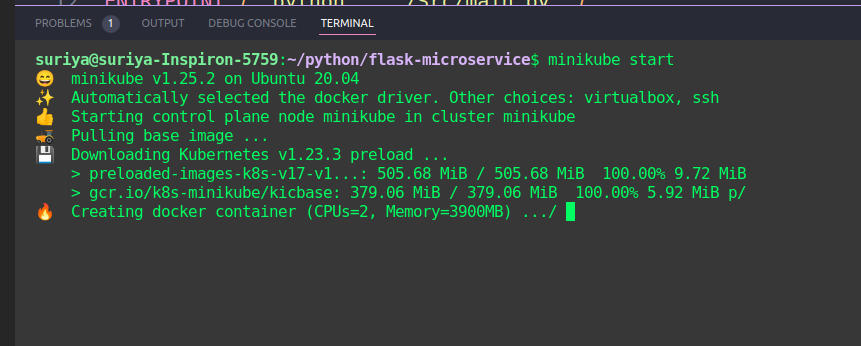 PROBLEMS 1 OUTPUT DEBUG CONSOLE TERMINAL
suriya@suriya-Inspiron-5759:~/python/flask-microservice$ minikube start
😄 minikube v1.25.2 on Ubuntu 20.04
✨ Automatically selected the docker driver. Other choices: virtualbox, ssh
👍 Starting control plane node minikube in cluster minikube
🚜 Pulling base image ...
💾 Downloading Kubernetes v1.23.3 preload ...
> preloaded-images-k8s-v17-v1...: 505.68 MiB / 505.68 MiB 100.00% 9.72 MiB
> gcr.io/k8s-minikube/kicbase: 379.06 MiB / 379.06 MiB 100.00% 5.92 MiB p/
🔥 Creating docker container (CPUs=2, Memory=3900MB) .../